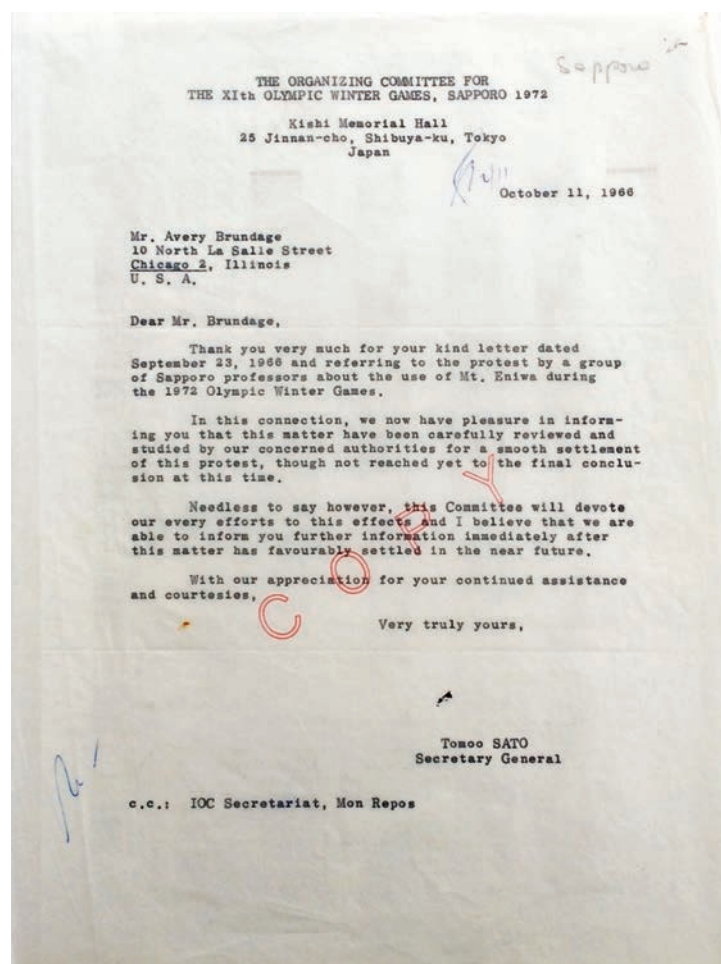 Sapporo
THE ORGANIZING COMMITTEE FOR
THE XIth OLYMPIC WINTER GAMES, SAPPORO 1972
Kishi Memorial Hall
25 Jinnan-cho, Shibuya-ku, Tokyo
Japan
October 11, 1966
Mr. Avery Brundage
10 North La Salle Street
Chicago 2, Illinois
U. S. A.
Dear Mr. Brundage,
Thank you very much for your kind letter dated
September 23, 1966 and referring to the protest by a group
of Sapporo professors about the use of Mt. Eniwa during
the 1972 Olympic Winter Games.
In this connection, we now have pleasure in inform-
ing you that this matter have been carefully reviewed and
studied by our concerned authorities for a smooth settlement
of this protest, though not reached yet to the final conclu-
sion at this time.
Needless to say however, this Committee will devote
our every efforts to this effects and I believe that we are
able to inform you further information immediately after
this matter has favourably settled in the near future.
With our appreciation for your continued assistance
and courtesies,
COPY
Very truly yours,
Tomoo SATO
Secretary General
c.c.: IOC Secretariat, Mon Repos